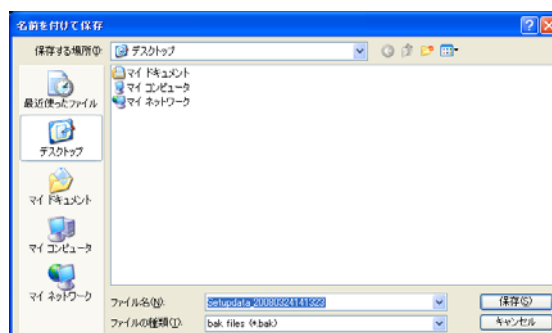 名前を付けて保存
保存する場所(I):
デスクトップ
マイ ドキュメント
マイ コンピュータ
マイ ネットワーク
最近使ったファイル
デスクトップ
マイ ドキュメント
マイ コンピュータ
マイ ネットワーク
ファイル名(N):
Setupdata_20080324141323
保存(S)
ファイルの種類(T):
bak files (*.bak)
キャンセル